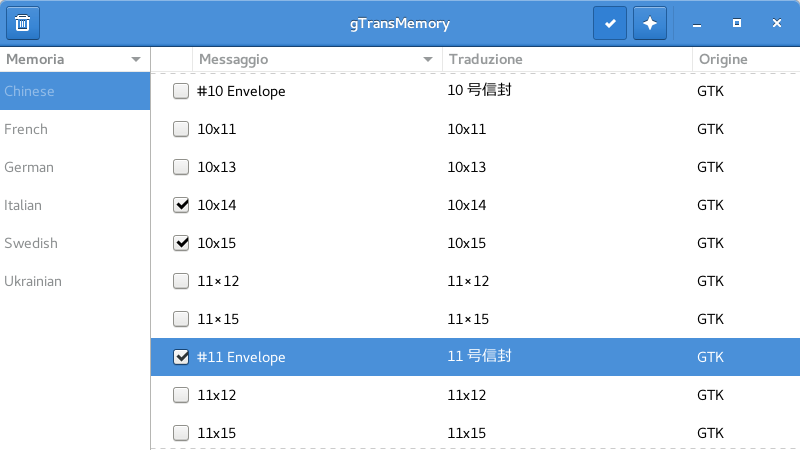 gTransMemory
Memoria Messaggio Traduzione Origine
Chinese #10 Envelope 10 号信封 GTK
French 10x11 10x11 GTK
German 10x13 10x13 GTK
Italian 10x14 10x14 GTK
Swedish 10x15 10x15 GTK
Ukrainian 11×12 11×12 GTK
11×15 11×15 GTK
#11 Envelope 11 号信封 GTK
11x12 11x12 GTK
11x15 11x15 GTK